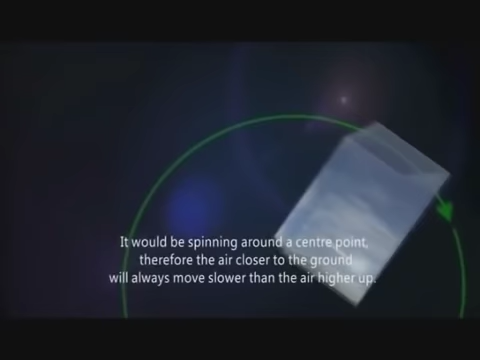 It would be spinning around a centre point,
therefore the air closer to the ground
will always move slower than the air higher up.